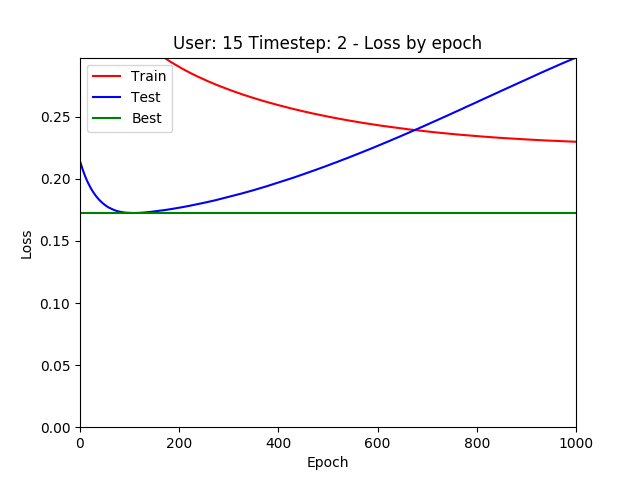 User: 15 Timestep: 2 - Loss by epoch
Train
Test
Best
0.25
0.20
0.15
0.10
0.05
0.00
Loss
0 200 400 600 800 1000
Epoch